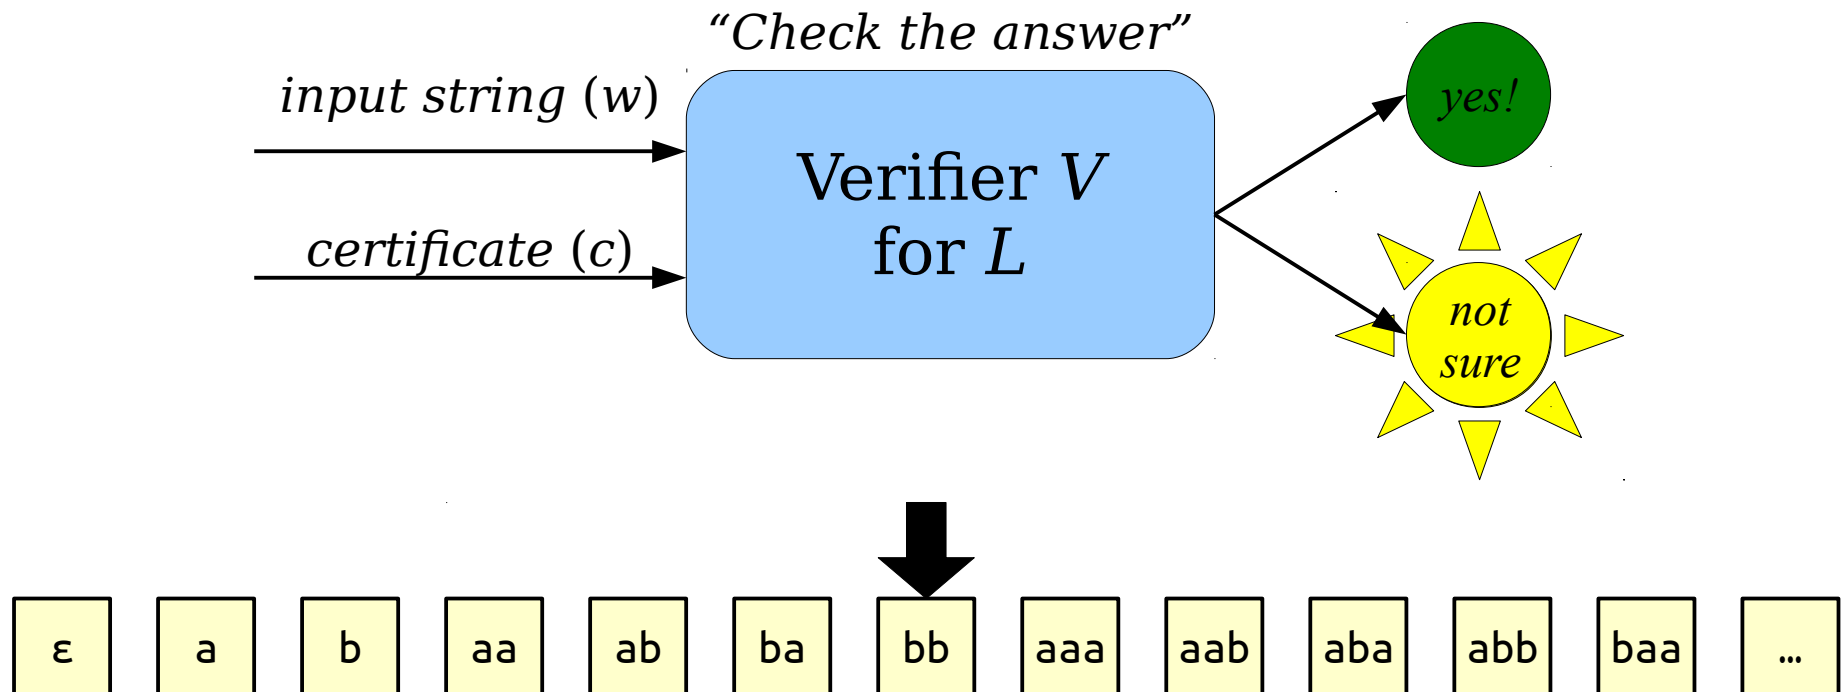 “Check the answer”
input string (w)
certificate (c)
Verifier V
for L
yes!
not
sure
ε a b aa ab ba bb aaa aab aba abb baa …